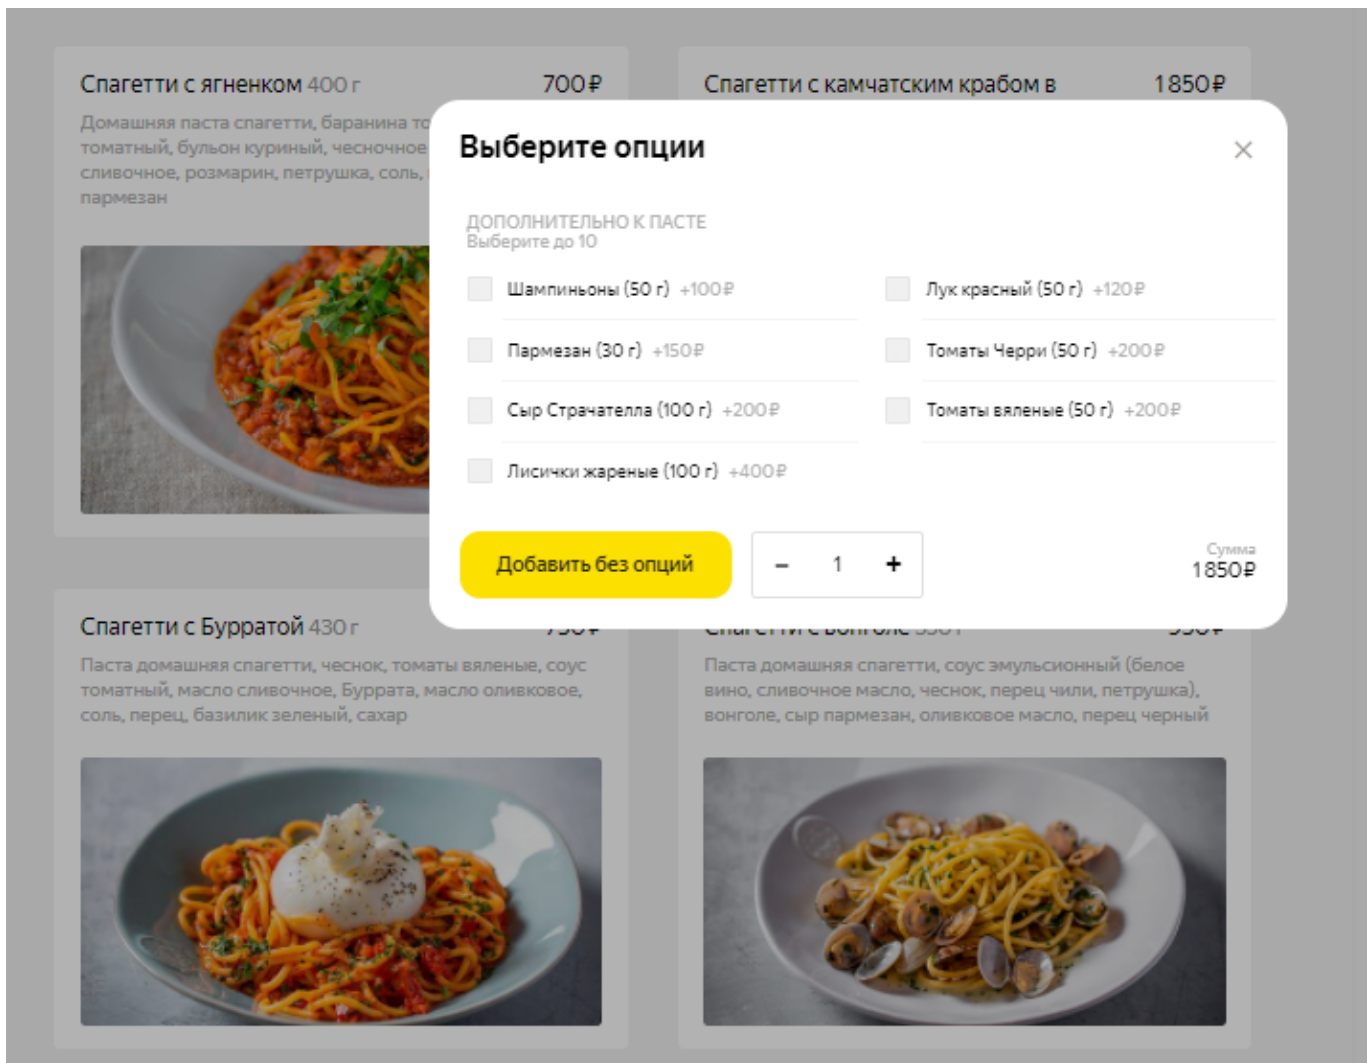 Спагетти с ягненком 400 г 700 ₽
Домашняя паста спагетти, баранина
томатный, бульон куриный, чесночное
сливочное, розмарин, петрушка, соль,
пармезан
Спагетти с камчатским крабом в 1850 ₽
Выберите опции
ДОПОЛНИТЕЛЬНО К ПАСТЕ
Выберите до 10
Шампиньоны (50 г) +100 ₽
Лук красный (50 г) +120 ₽
Пармезан (30 г) +150 ₽
Томаты Черри (50 г) +200 ₽
Сыр Страчателла (100 г) +200 ₽
Томаты вяленые (50 г) +200 ₽
Лисички жареные (100 г) +400 ₽
Добавить без опций
– 1 +
Сумма
1850 ₽
Спагетти с Бурратой 430 г
Паста домашняя спагетти, чеснок, томаты вяленые, соус
томатный, масло сливочное, Буррата, масло оливковое,
соль, перец, базилик зеленый, сахар
Спагетти с вонголе
Паста домашняя спагетти, соус эмульсионный (белое
вино, сливочное масло, чеснок, перец чили, петрушка),
вонголе, сыр пармезан, оливковое масло, перец черный